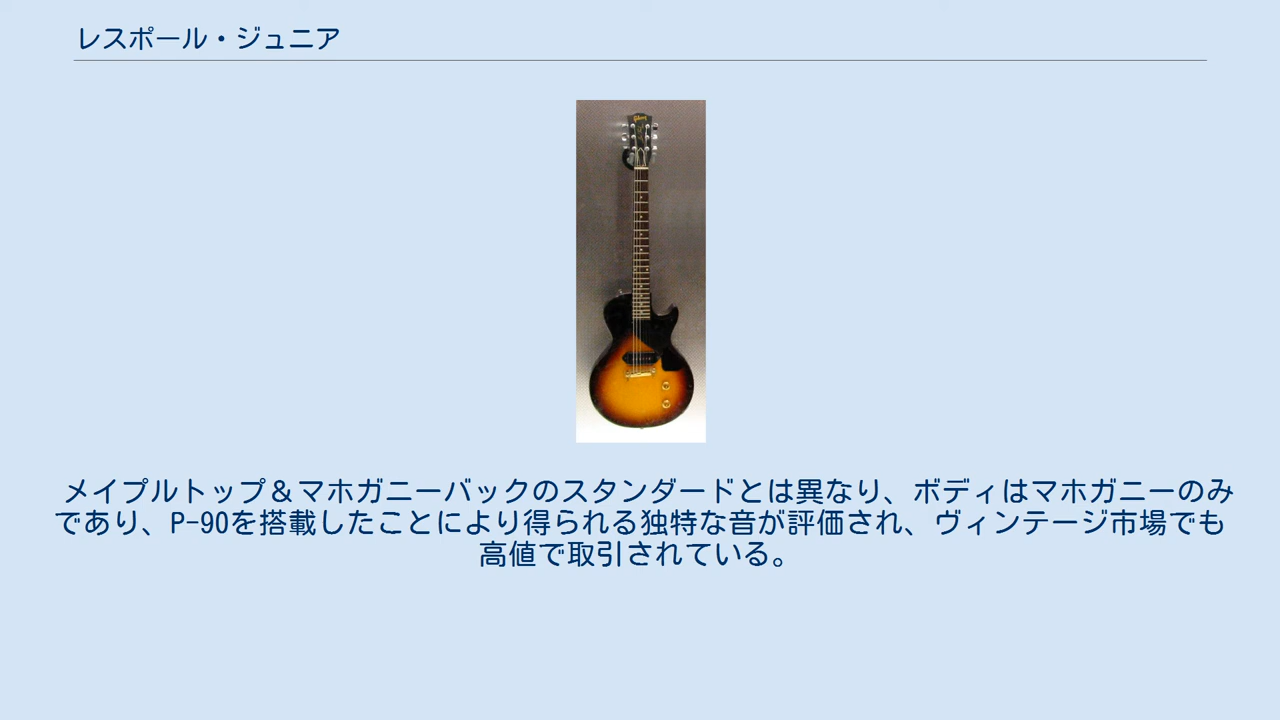 レスポール・ジュニア
Gibson
メイプルトップ＆マホガニーバックのスタンダードとは異なり、ボディはマホガニーのみ
であり、P-90を搭載したことにより得られる独特な音が評価され、ヴィンテージ市場でも
高値で取引されている。